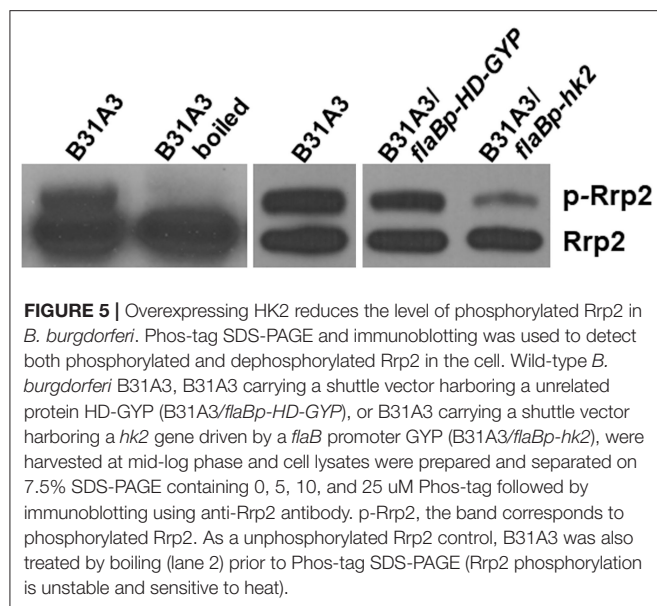 B31A3
B31A3
boiled
B31A3
B31A3/
flaBp-HD-GYP
B31A3/
flaBp-hk2
p-Rrp2
Rrp2
FIGURE 5 | Overexpressing HK2 reduces the level of phosphorylated Rrp2 in
B. burgdorferi. Phos-tag SDS-PAGE and immunoblotting was used to detect
both phosphorylated and dephosphorylated Rrp2 in the cell. Wild-type B.
burgdorferi B31A3, B31A3 carrying a shuttle vector harboring a unrelated
protein HD-GYP (B31A3/flaBp-HD-GYP), or B31A3 carrying a shuttle vector
harboring a hk2 gene driven by a flaB promoter GYP (B31A3/flaBp-hk2), were
harvested at mid-log phase and cell lysates were prepared and separated on
7.5% SDS-PAGE containing 0, 5, 10, and 25 uM Phos-tag followed by
immunoblotting using anti-Rrp2 antibody. p-Rrp2, the band corresponds to
phosphorylated Rrp2. As a unphosphorylated Rrp2 control, B31A3 was also
treated by boiling (lane 2) prior to Phos-tag SDS-PAGE (Rrp2 phosphorylation
is unstable and sensitive to heat).